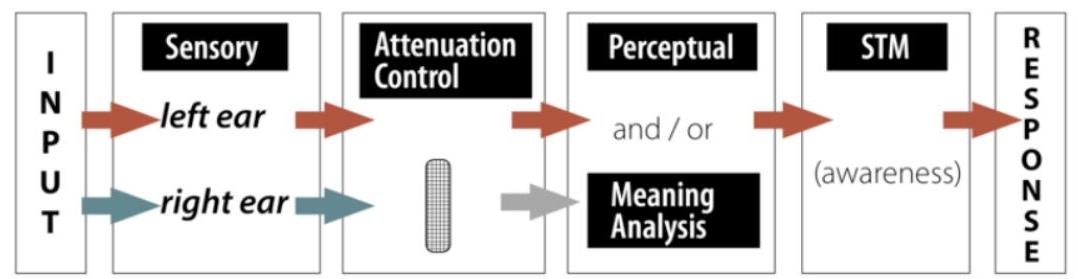 INPUT
Sensory
left ear
right ear
Attenuation
Control
Perceptual
and / or
Meaning
Analysis
STM
(awareness)
RESPONSE